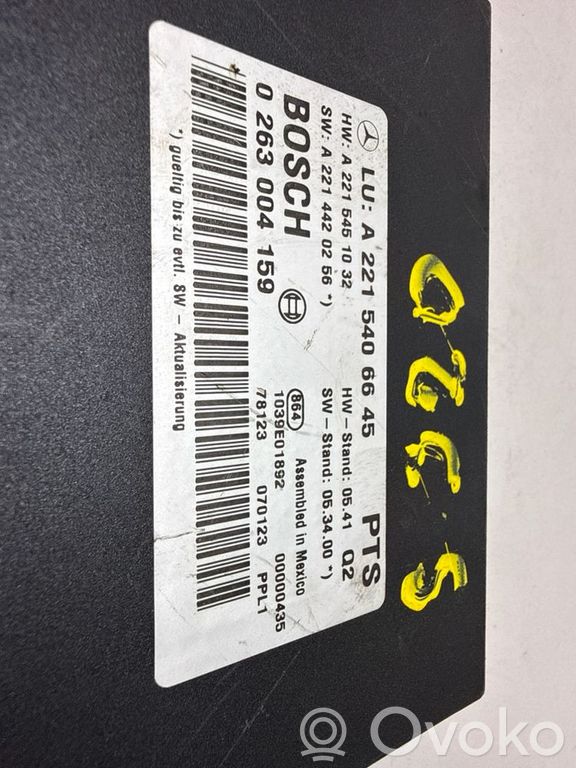 LU: A 221 540 66 45 PTS
HW: A 221 545 10 32 HW-Stand: 05.41 Q2
SW: A 221 442 02 56 *) SW-Stand: 05.34.00 *)
BOSCH
0 263 004 159
864 Assembled in Mexico
1039E01892 00000435
78123 070123 PPL1
*) gueltig bis zu evtl. SW-Aktualisierung
Ovoko